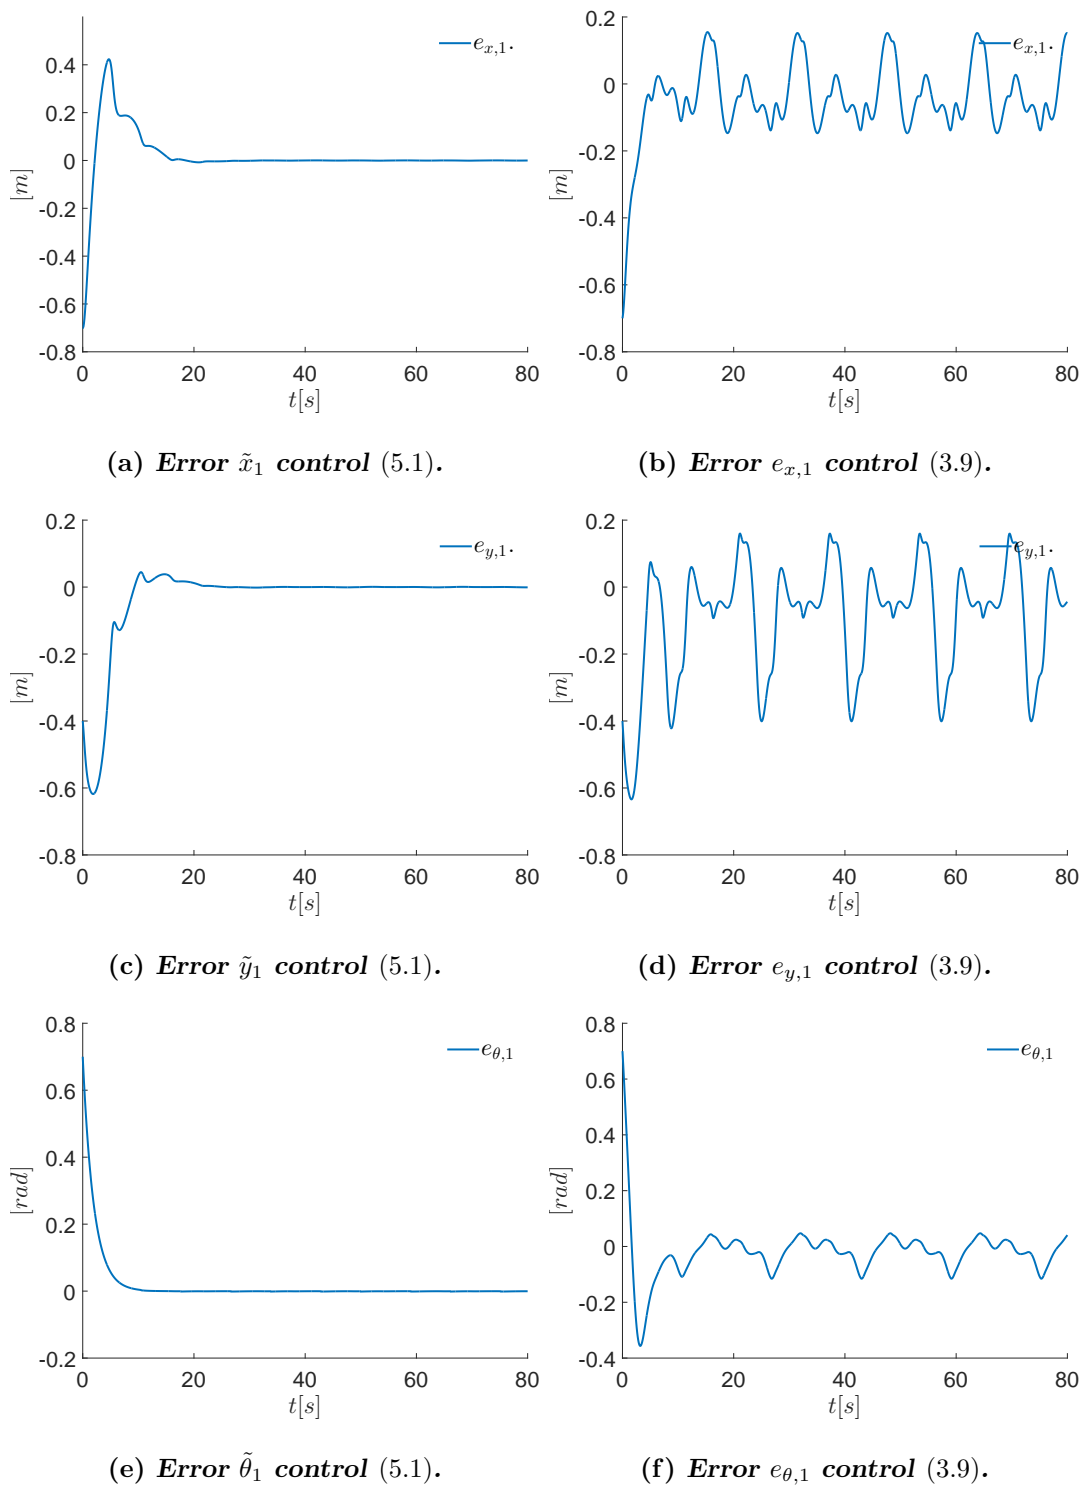 e_{x,1}.
0.4
0.2
0
-0.2
-0.4
-0.6
-0.8
[m]
0 20 40 60 80
t[s]
(a) Error x̃₁ control (5.1).
e_{x,1}.
0.2
0
-0.2
-0.4
-0.6
-0.8
[m]
0 20 40 60 80
t[s]
(b) Error e_{x,1} control (3.9).
e_{y,1}.
0.2
0
-0.2
-0.4
-0.6
-0.8
[m]
0 20 40 60 80
t[s]
(c) Error ỹ₁ control (5.1).
e_{y,1}.
0.2
0
-0.2
-0.4
-0.6
-0.8
[m]
0 20 40 60 80
t[s]
(d) Error e_{y,1} control (3.9).
e_{θ,1}
0.8
0.6
0.4
0.2
0
-0.2
[rad]
0 20 40 60 80
t[s]
(e) Error θ̃₁ control (5.1).
e_{θ,1}
0.8
0.6
0.4
0.2
0
-0.2
-0.4
[rad]
0 20 40 60 80
t[s]
(f) Error e_{θ,1} control (3.9).